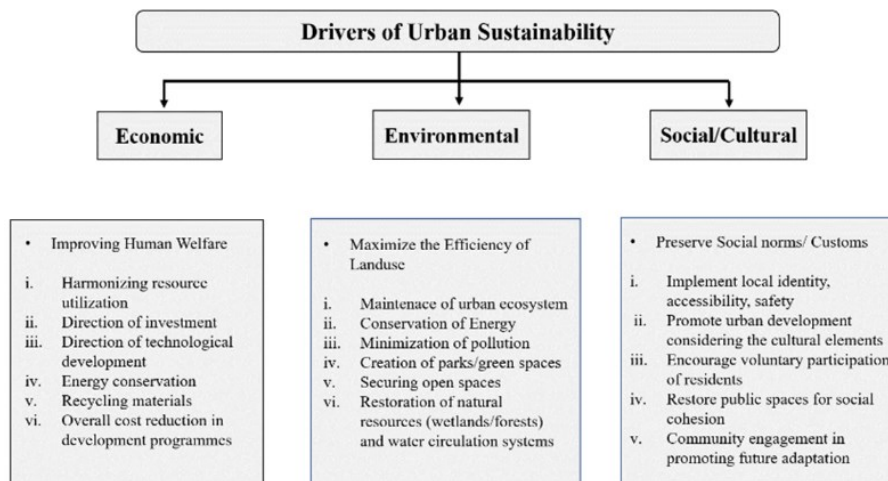 Drivers of Urban Sustainability
Economic
Environmental
Social/Cultural
• Improving Human Welfare
i. Harmonizing resource
utilization
ii. Direction of investment
iii. Direction of technological
development
iv. Energy conservation
v. Recycling materials
vi. Overall cost reduction in
development programmes
• Maximize the Efficiency of
Landuse
i. Maintenace of urban ecosystem
ii. Conservation of Energy
iii. Minimization of pollution
iv. Creation of parks/green spaces
v. Securing open spaces
vi. Restoration of natural
resources (wetlands/forests)
and water circulation systems
• Preserve Social norms/ Customs
i. Implement local identity,
accessibility, safety
ii. Promote urban development
considering the cultural elements
iii. Encourage voluntary participation
of residents
iv. Restore public spaces for social
cohesion
v. Community engagement in
promoting future adaptation